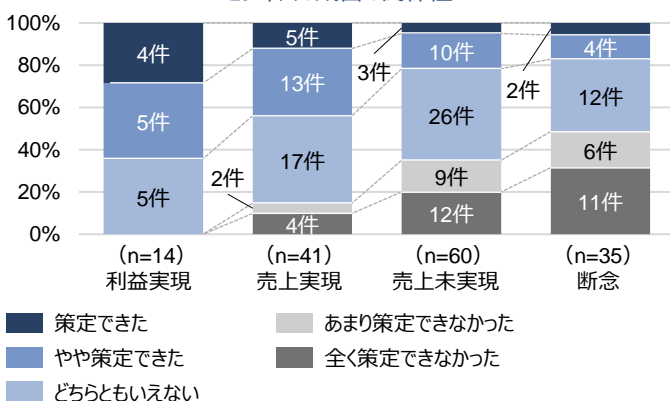 100%
80%
60%
40%
20%
0%
4件
5件
5件
5件
13件
17件
2件
4件
3件
10件
26件
9件
12件
2件
4件
12件
6件
11件
（n=14）
利益実現
（n=41）
売上実現
（n=60）
売上未実現
（n=35）
断念
策定できた
あまり策定できなかった
やや策定できた
全く策定できなかった
どちらともいえない